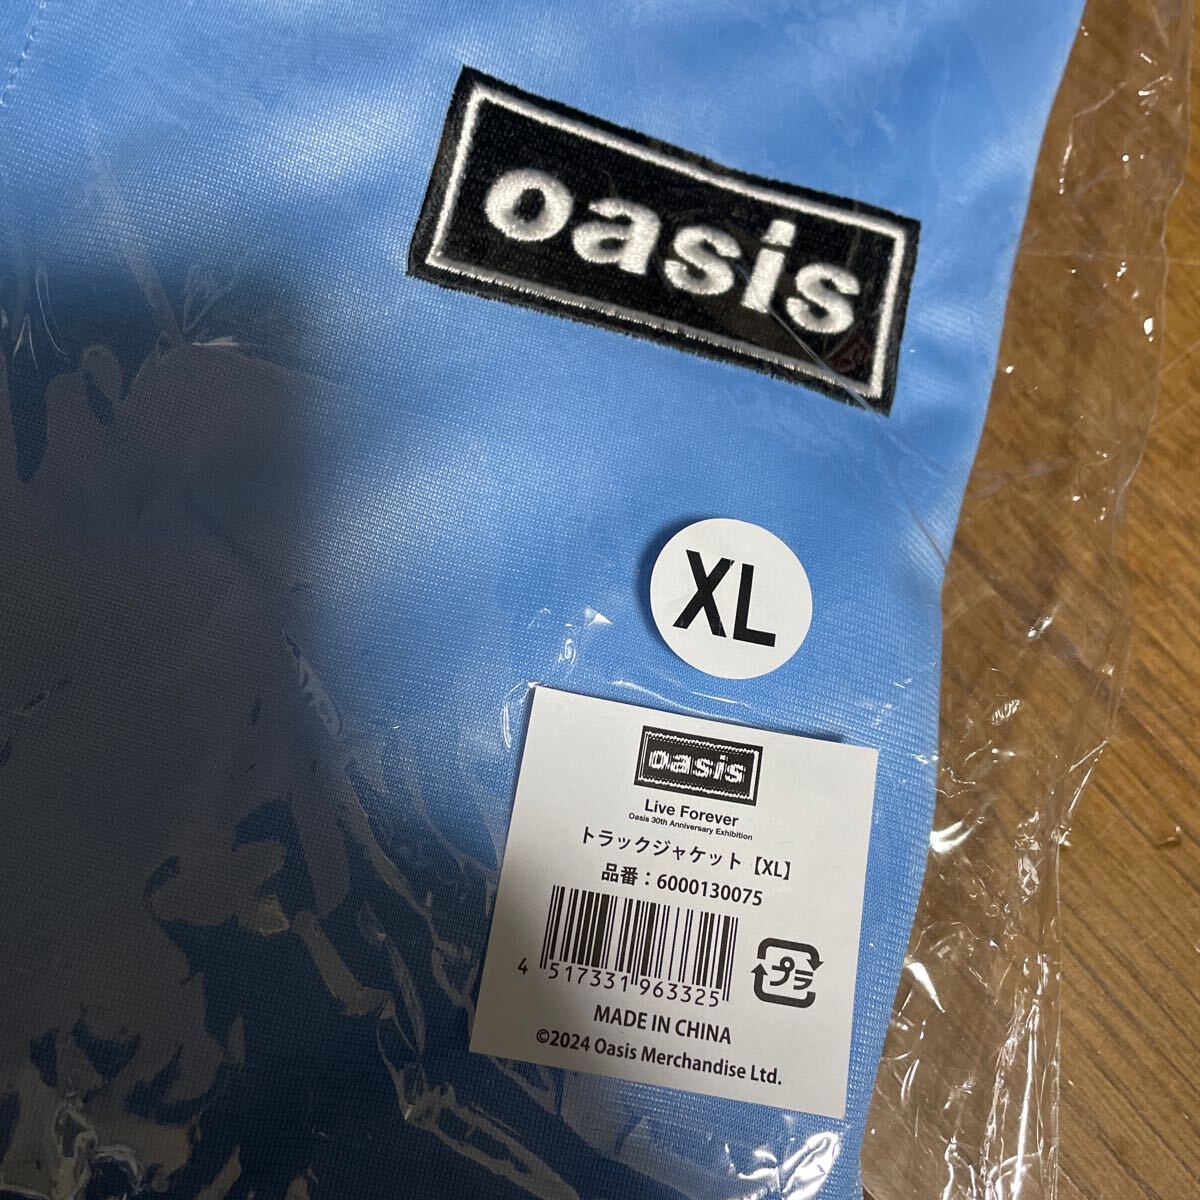 oasis
XL
oasis
Live Forever
Oasis 30th Anniversary Exhibition
トラックジャケット【XL】
品番：6000130075
4 517331 963325
プラ
MADE IN CHINA
©2024 Oasis Merchandise Ltd.